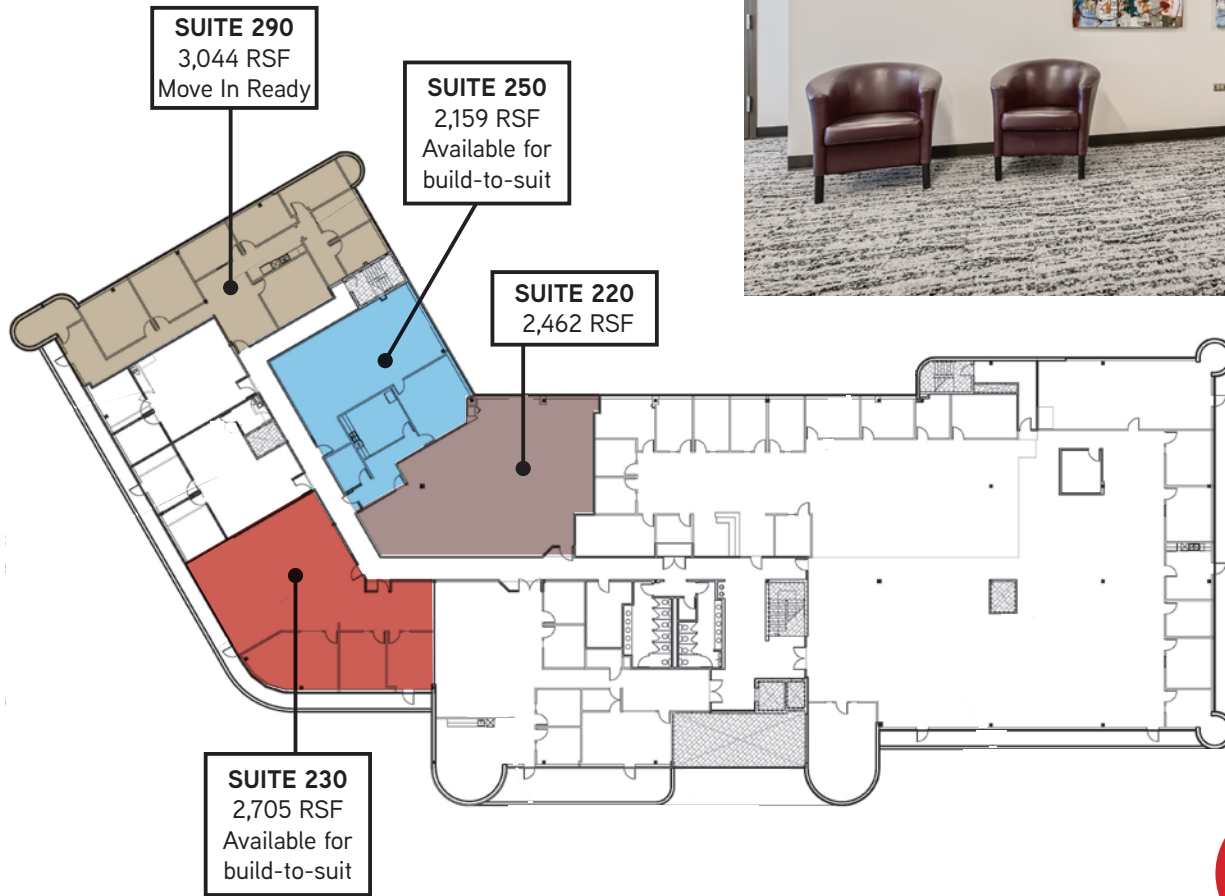 SUITE 290
3,044 RSF
Move In Ready
SUITE 250
2,159 RSF
Available for
build-to-suit
SUITE 220
2,462 RSF
SUITE 230
2,705 RSF
Available for
build-to-suit